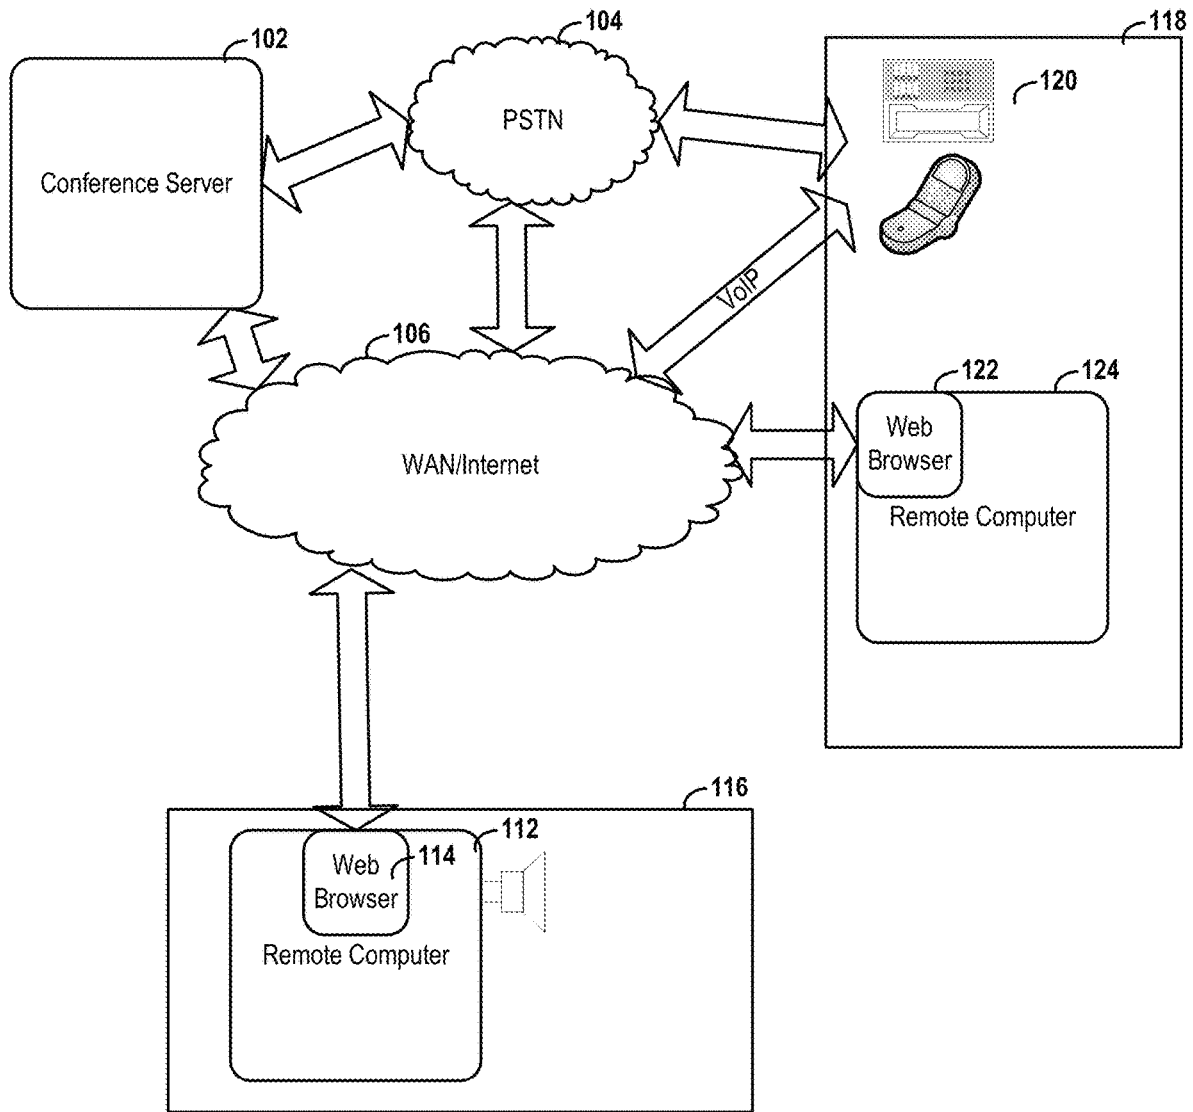 102
104
118
120
PSTN
Conference Server
VoIP
106
122
124
Web
Browser
WAN/Internet
Remote Computer
116
112
Web
Browser
114
Remote Computer